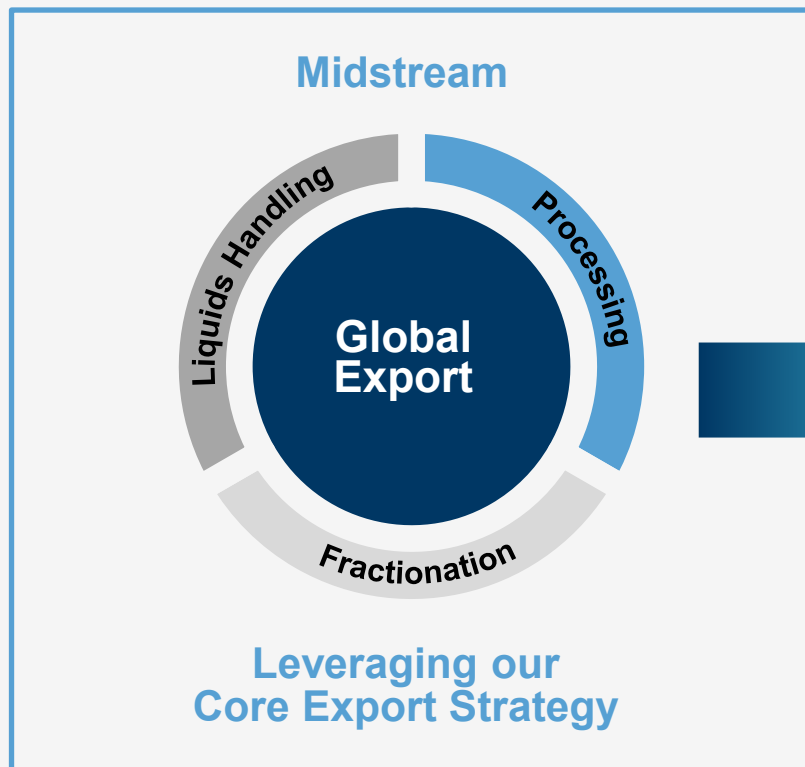 Midstream
Liquids Handling
Processing
Global
Export
Fractionation
Leveraging our
Core Export Strategy